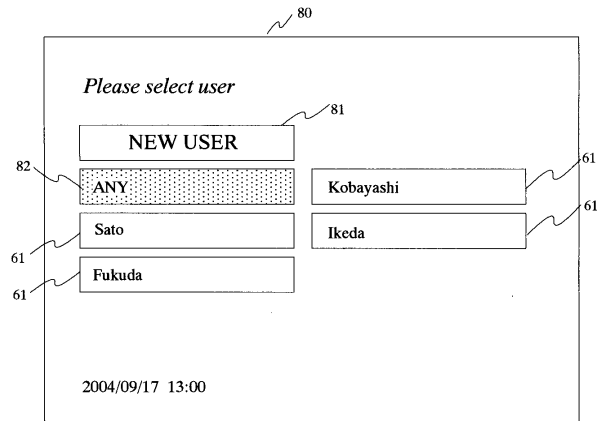 80
Please select user
81
NEW USER
82
ANY
Kobayashi
61
Sato
Ikeda
61
61
Fukuda
61
2004/09/17 13:00